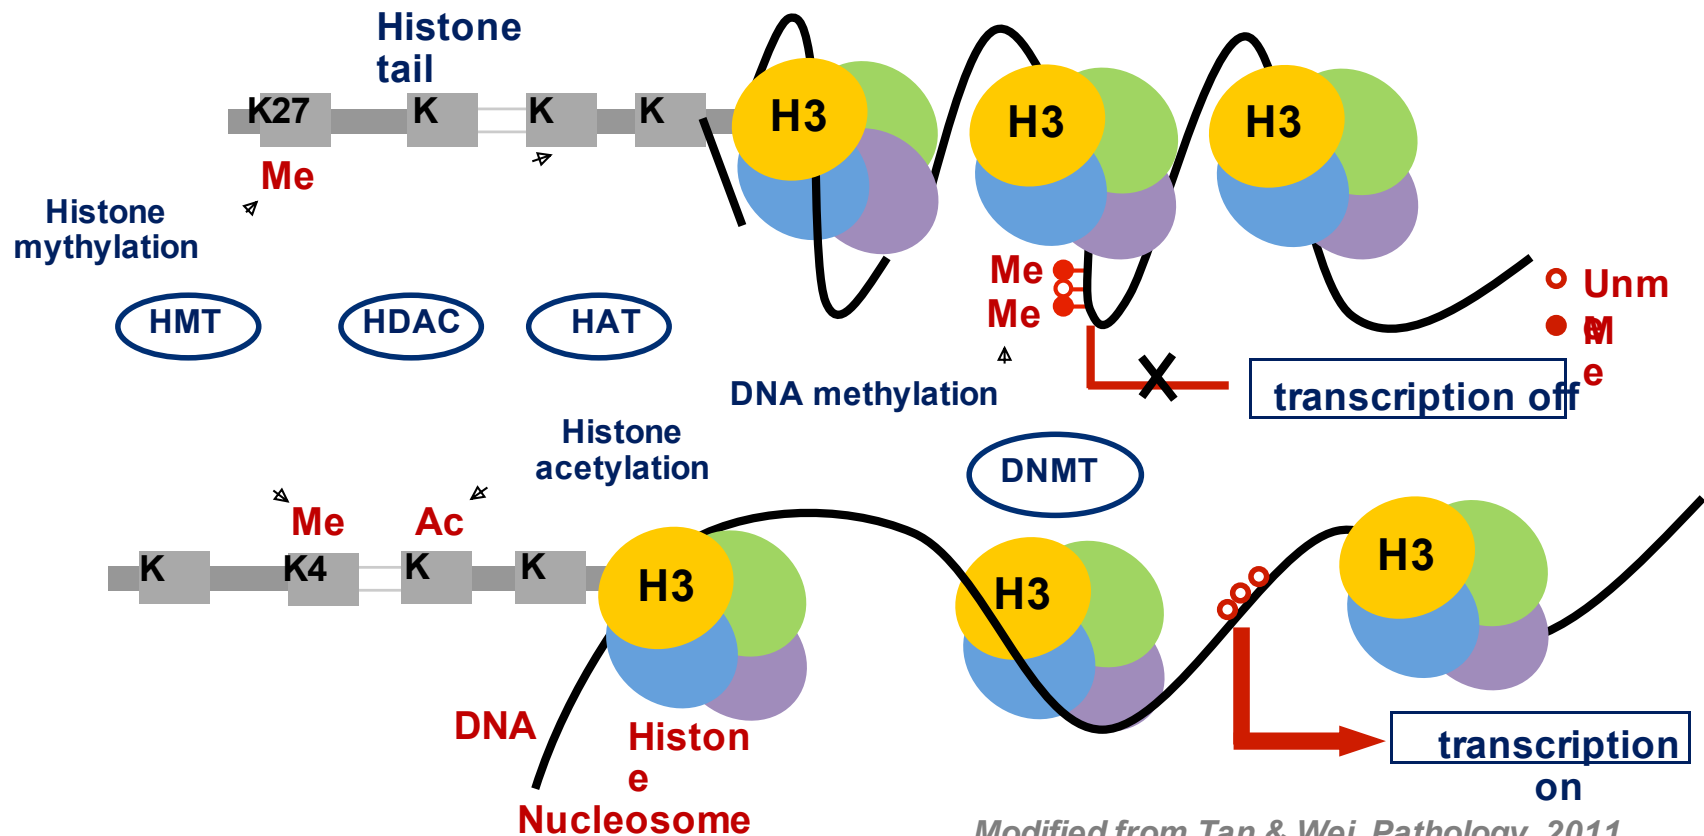 Histone
tail
K27
K
K
K
H3
H3
H3
Me
Histone
mythylation
Me
Me
Unm
e
M
e
HMT
HDAC
HAT
DNA methylation
transcription off
Histone
acetylation
DNMT
Me
Ac
K
K4
K
K
H3
H3
H3
DNA
Histon
e
Nucleosome
transcription
on
Modified from Tan & Wei, Pathology, 2011